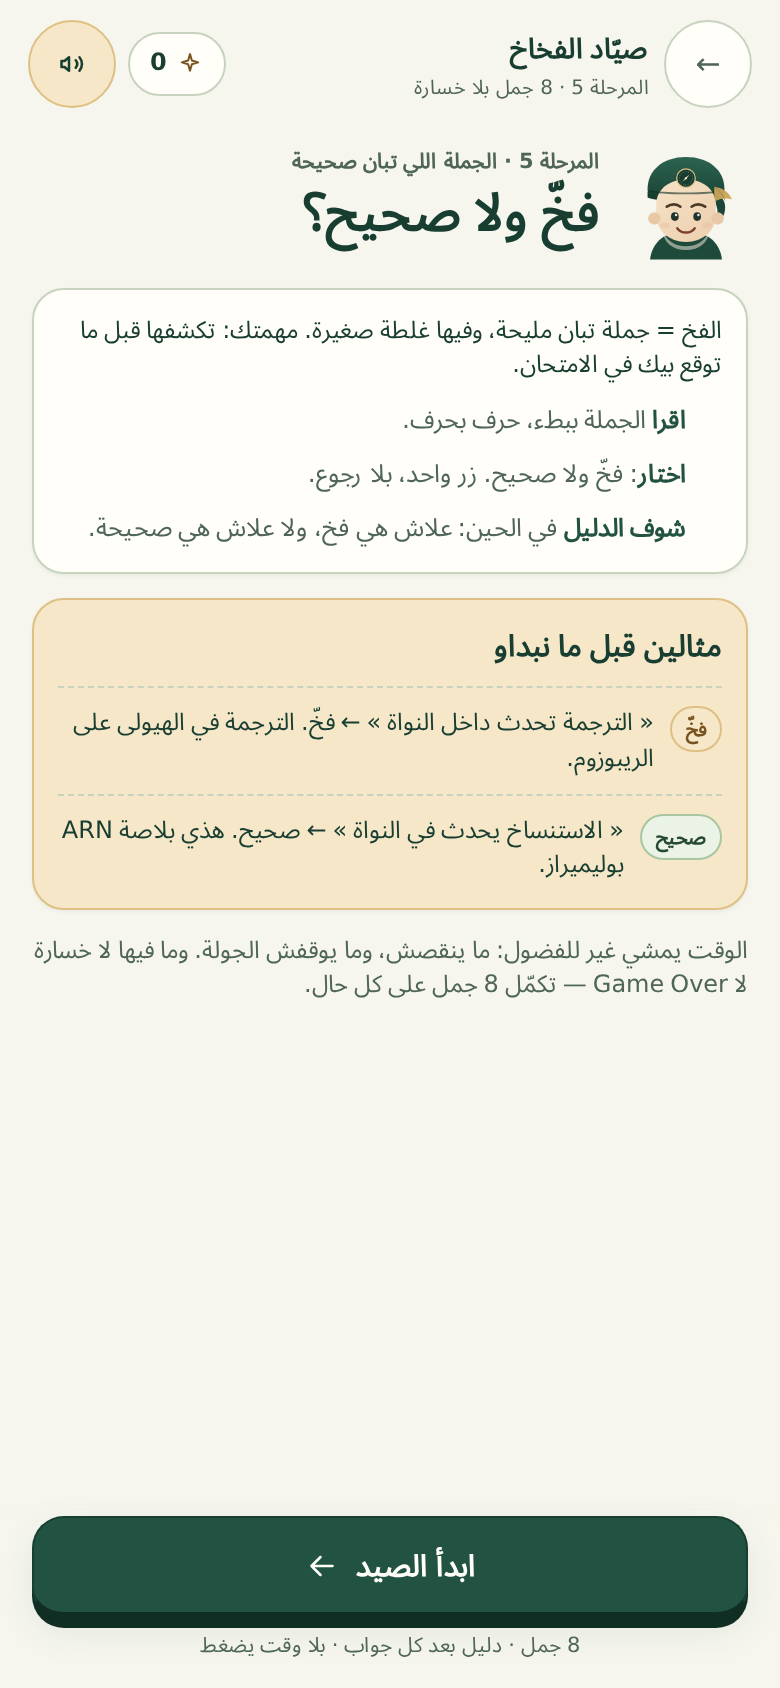 صيّاد الفخاخ
المرحلة 5 · 8 جمل بلا خسارة
0
المرحلة 5 · الجملة اللي تبان صحيحة
فخّ ولا صحيح؟
الفخ = جملة تبان مليحة، وفيها غلطة صغيرة. مهمتك: تكشفها قبل ما
توقع بيك في الامتحان.
اقرا الجملة ببطء، حرف بحرف.
اختار: فخّ ولا صحيح. زر واحد، بلا رجوع.
شوف الدليل في الحين: علاش هي فخ، ولا علاش هي صحيحة.
مثالين قبل ما نبداو
فخّ
« الترجمة تحدث داخل النواة » ← فخّ. الترجمة في الهيولى على
الريبوزوم.
صحيح
« الاستنساخ يحدث في النواة » ← صحيح. هذي بلاصة ARN
بوليميراز.
الوقت يمشي غير للفضول: ما ينقصش، وما يوقفش الجولة. وما فيها لا خسارة
لا Game Over — تكمّل 8 جمل على كل حال.
ابدأ الصيد ←
8 جمل · دليل بعد كل جواب · بلا وقت يضغط